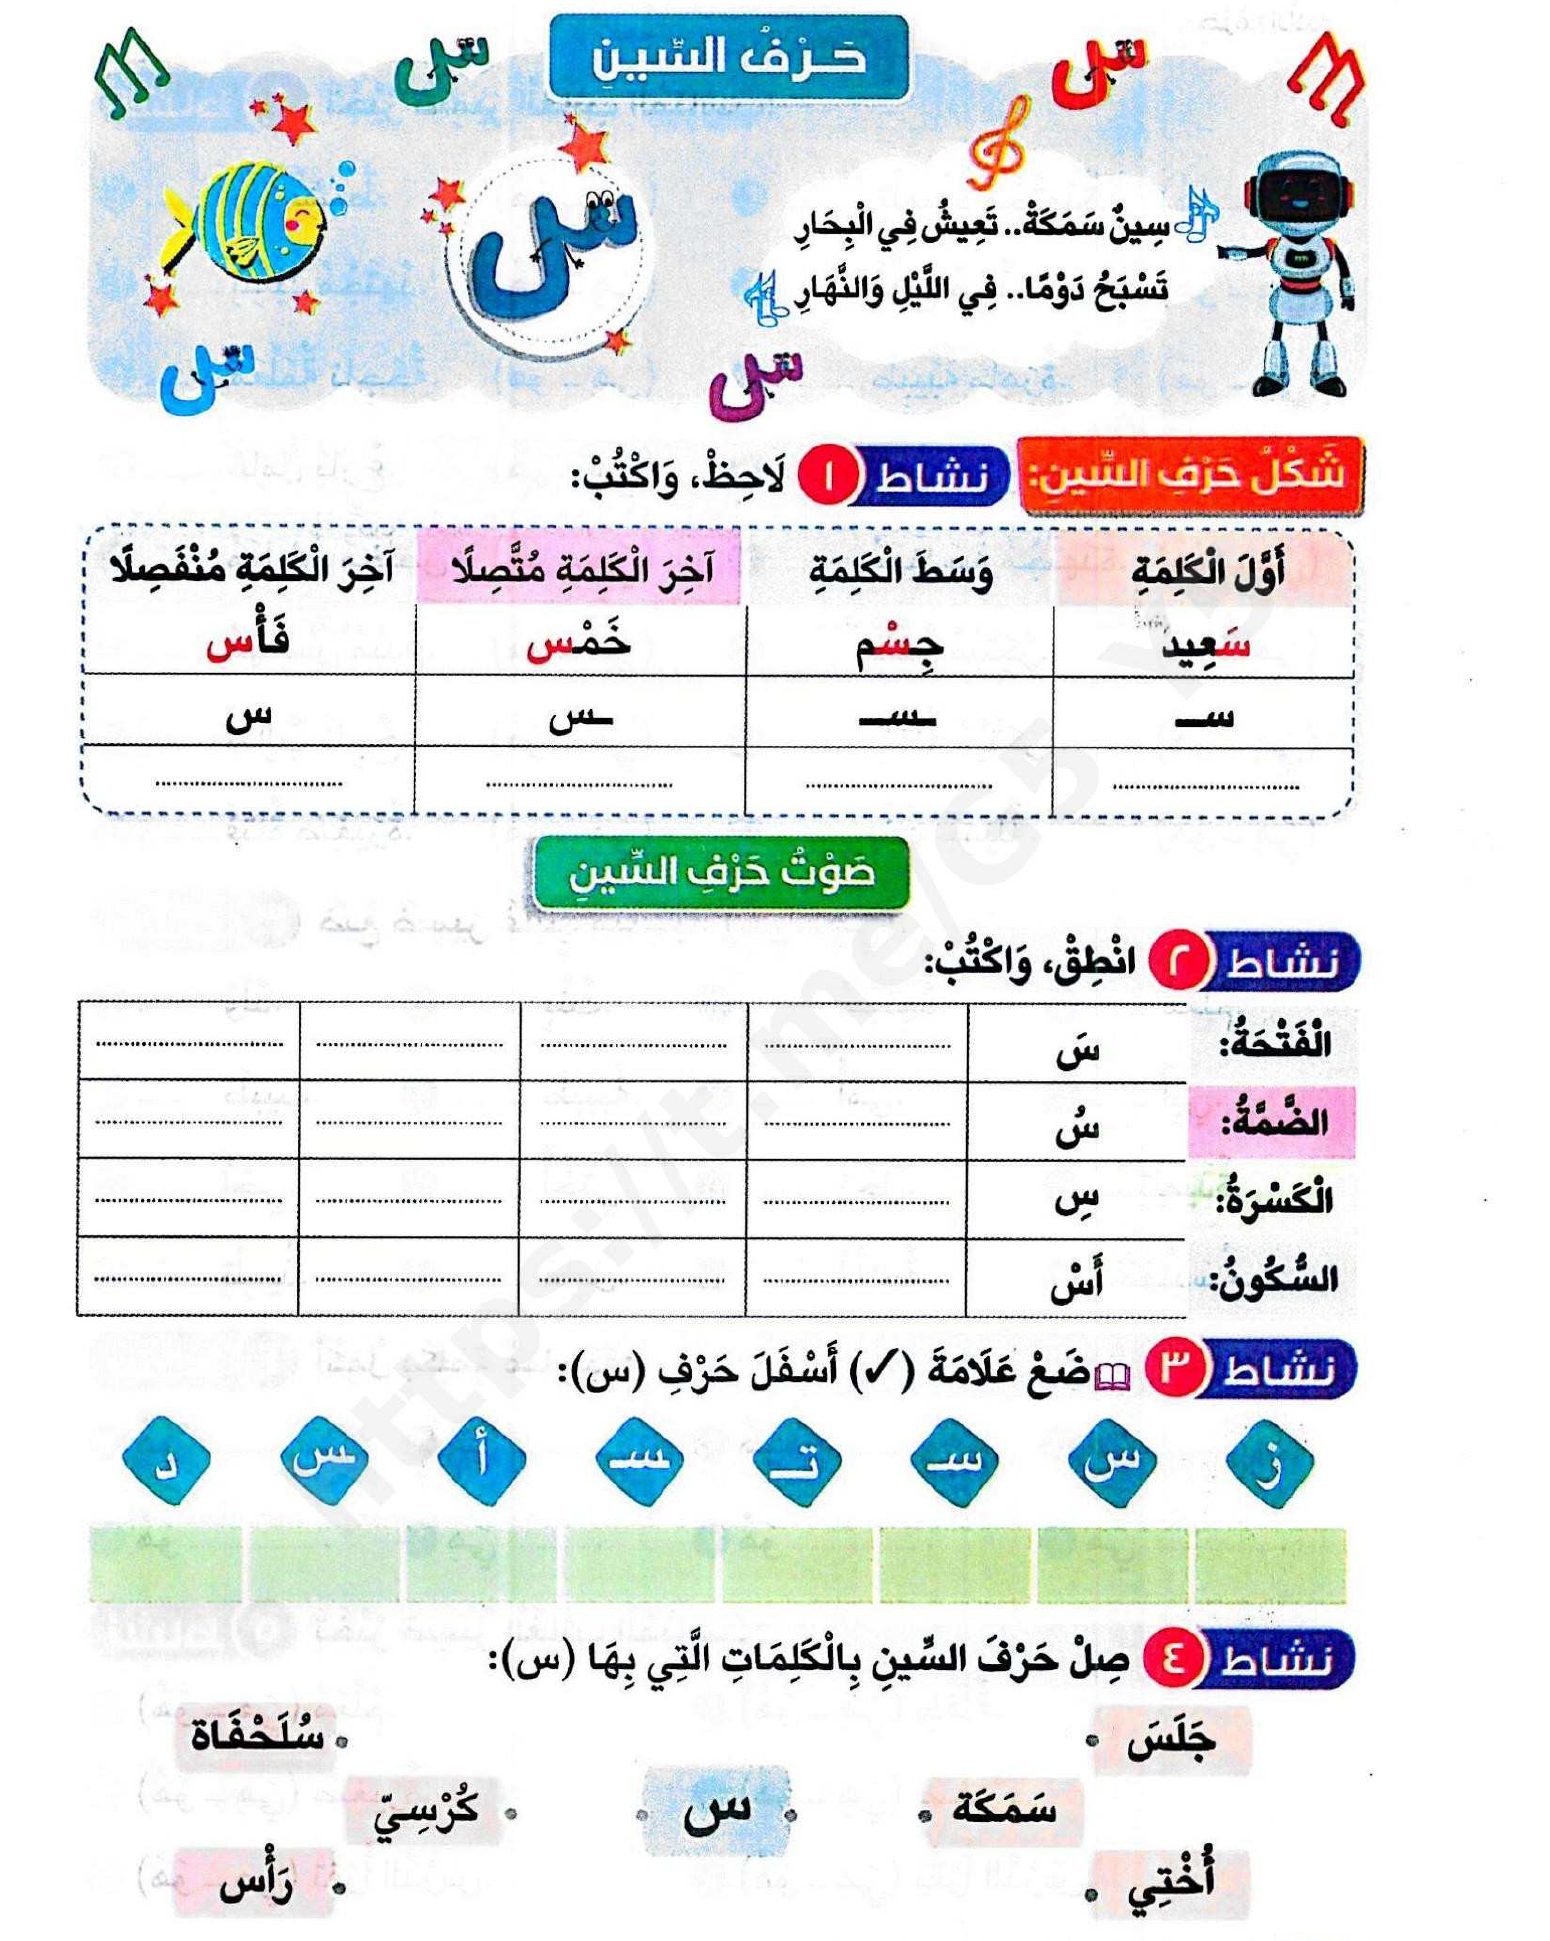 حَرْفُ السِّينِ
سِينٌ سَمَكَةْ.. تَعِيشُ فِي الْبِحَارِ
تَسْبَحُ دَوْمًا.. فِي اللَّيْلِ وَالنَّهَارِ
س
شَكْلُ حَرْفِ السِّينِ: نشاط ١ لَاحِظْ، وَاكْتُبْ:
أَوَّلَ الْكَلِمَةِ وَسَطَ الْكَلِمَةِ آخِرَ الْكَلِمَةِ مُتَّصِلًا آخِرَ الْكَلِمَةِ مُنْفَصِلًا
سَعِيد جِسْم خَمْس فَأْس
سـ ـسـ ـس س
صَوْتُ حَرْفِ السِّينِ
نشاط ٢ انْطِقْ، وَاكْتُبْ:
الْفَتْحَةُ: سَ
الضَّمَّةُ: سُ
الْكَسْرَةُ: سِ
السُّكُونُ: أَسْ
نشاط ٣ ضَعْ عَلَامَةَ (✓) أَسْفَلَ حَرْفِ (س):
ز س سـ تـ ـسـ أ ـس د
نشاط ٤ صِلْ حَرْفَ السِّينِ بِالْكَلِمَاتِ الَّتِي بِهَا (س):
جَلَسَ سُلَحْفَاة
سَمَكَة س كُرْسِيّ
أُخْتِي رَأْس